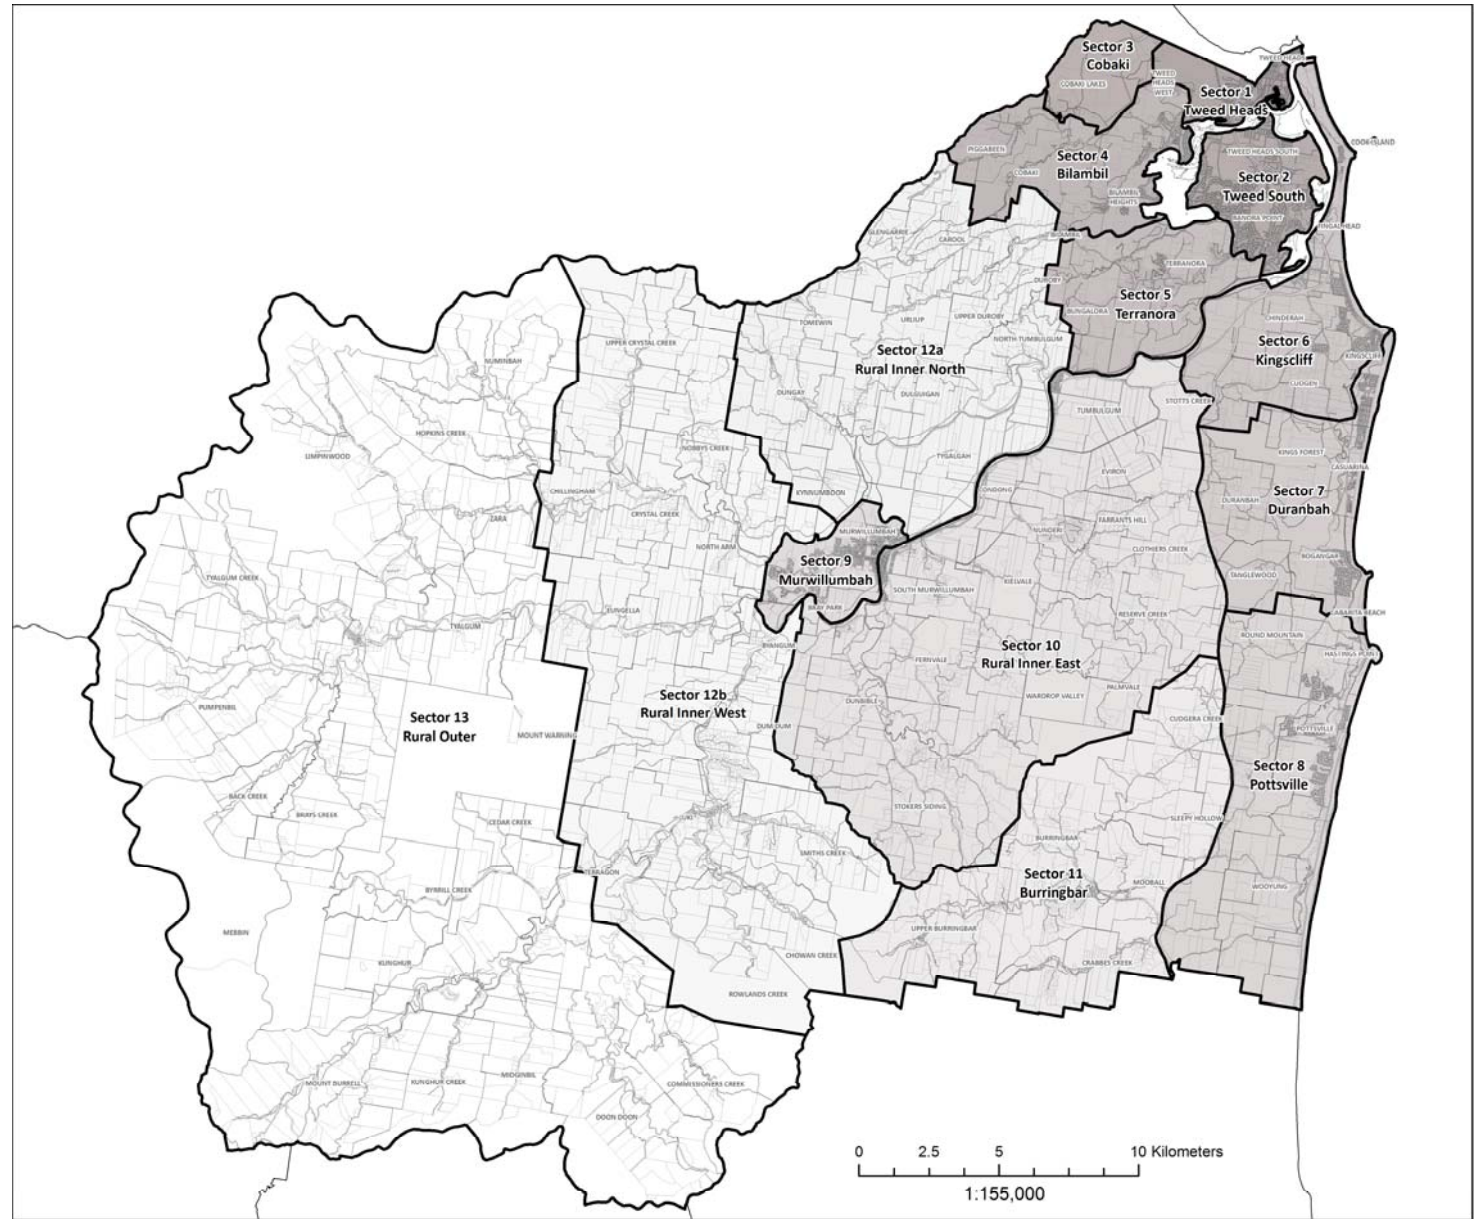 TWEED HEADS
Sector 3
Cobaki
COBAKI LAKES
TWEED
HEADS
WEST
Sector 1
Tweed Heads
COOK ISLAND
PIGGABEEN
Sector 4
Bilambil
TWEED HEADS SOUTH
COBAKI
Sector 2
Tweed South
BILAMBIL
HEIGHTS
BANORA POINT
FINGAL HEAD
GLENGARRIE
CAROOL
BILAMBIL
TERRANORA
DUROBY
Sector 5
Terranora
BUNGALORA
TOMEWIN
URLIUP
UPPER DUROBY
CHINDERAH
NORTH TUMBULGUM
Sector 6
Kingscliff
KINGSCLIFF
UPPER CRYSTAL CREEK
Sector 12a
Rural Inner North
NUMINBAH
CUDGEN
DUNGAY
DULGUIGAN
STOTTS CREEK
TUMBULGUM
HOPKINS CREEK
NOBBYS CREEK
LIMPINWOOD
TYGALGAH
KINGS FOREST
CASUARINA
EVIRON
CHILLINGHAM
KYNNUMBOON
CONDONG
Sector 7
Duranbah
DURANBAH
CRYSTAL CREEK
ZARA
FARRANTS HILL
NUNDERI
MURWILLUMBAH
NORTH ARM
CLOTHIERS CREEK
BOGANGAR
Sector 9
Murwillumbah
TYALGUM CREEK
KIELVALE
TANGLEWOOD
SOUTH MURWILLUMBAH
EUNGELLA
BRAY PARK
RESERVE CREEK
CABARITA BEACH
TYALGUM
ROUND MOUNTAIN
BYANGUM
Sector 10
Rural Inner East
HASTINGS POINT
FERNVALE
Sector 12b
Rural Inner West
WARDROP VALLEY
PALMVALE
PUMPENBIL
DUNBIBLE
Sector 13
Rural Outer
MOUNT WARNING
DUM DUM
CUDGERA CREEK
POTTSVILLE
Sector 8
Pottsville
BACK CREEK
BRAYS CREEK
STOKERS SIDING
CEDAR CREEK
UKI
SLEEPY HOLLOW
BURRINGBAR
SMITHS CREEK
TERRAGON
Sector 11
Burringbar
MOOBALL
BYRRILL CREEK
WOOYUNG
MEBBIN
UPPER BURRINGBAR
CHOWAN CREEK
KUNGHUR
CRABBES CREEK
ROWLANDS CREEK
MOUNT BURRELL
KUNGHUR CREEK
MIDGINBIL
COMMISSIONERS CREEK
DOON DOON
0 2.5 5 10 Kilometers
1:155,000